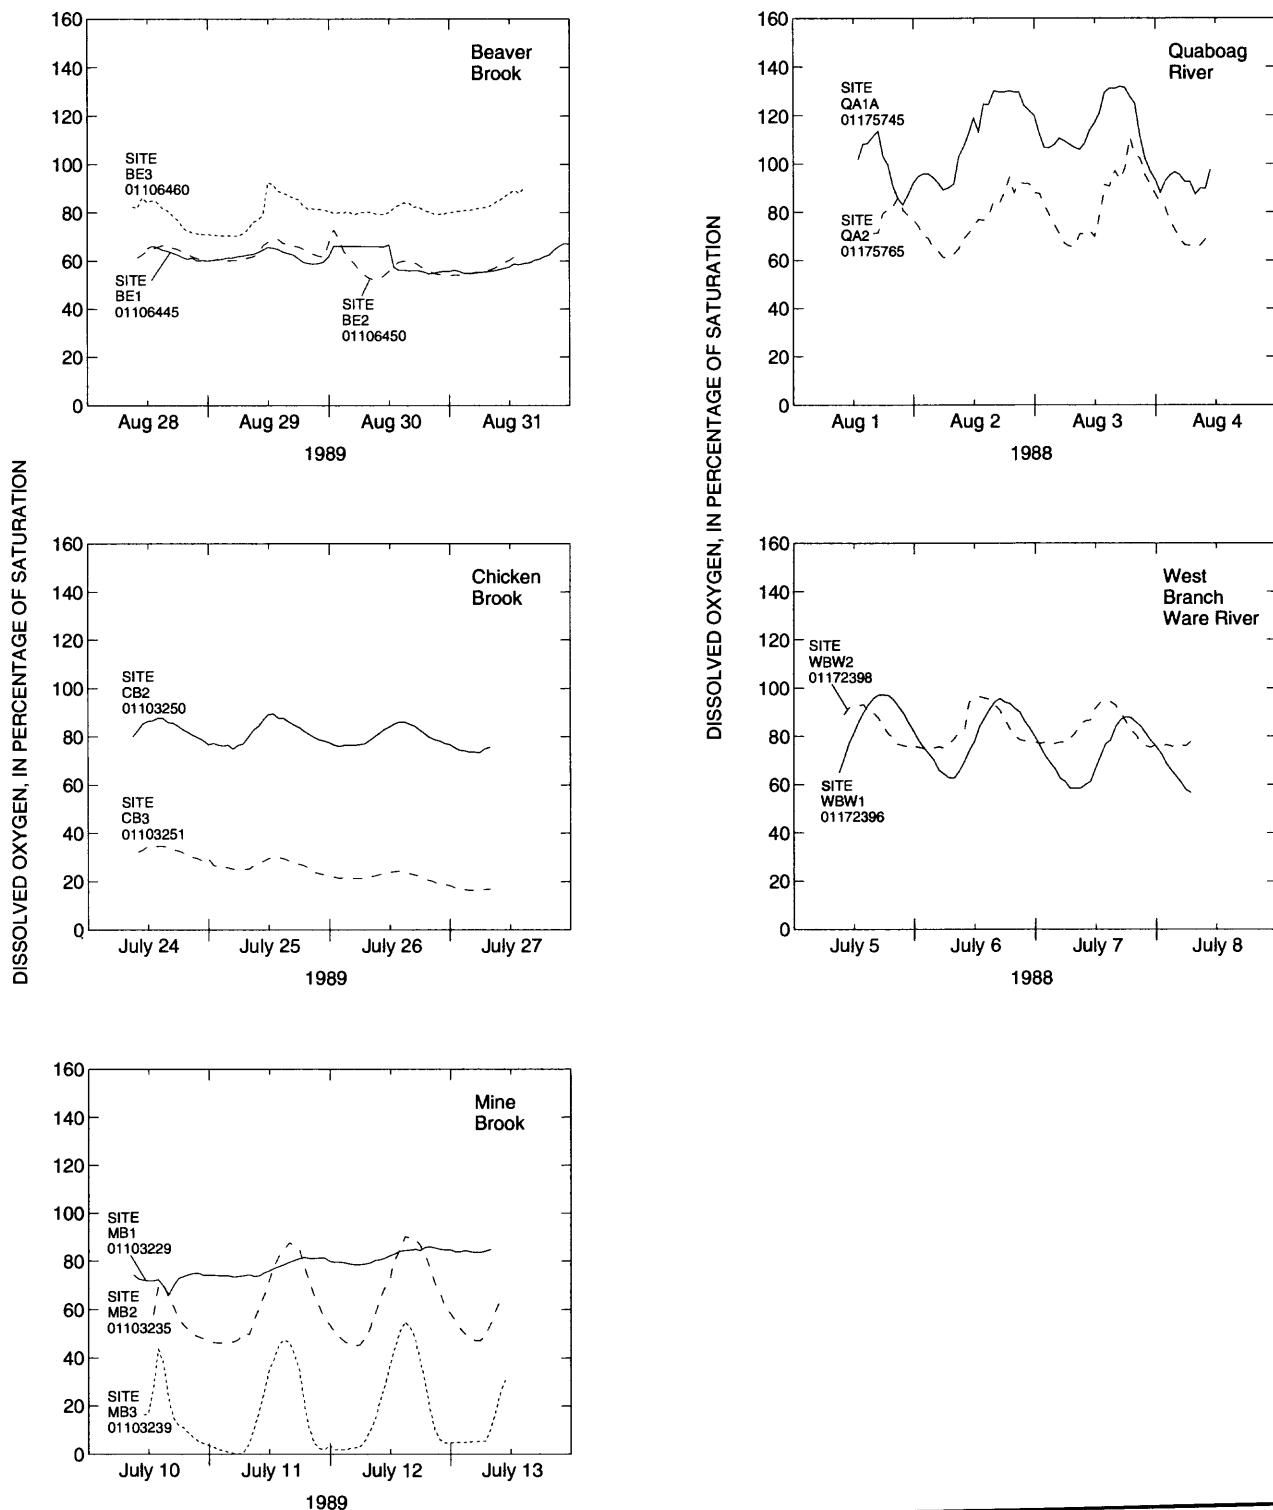 DISSOLVED OXYGEN, IN PERCENTAGE OF SATURATION
160
140
120
100
80
60
40
20
0
Beaver
Brook
SITE
BE3
01106460
SITE
BE1
01106445
SITE
BE2
01106450
Aug 28 Aug 29 Aug 30 Aug 31
1989
160
140
120
100
80
60
40
20
0
Chicken
Brook
SITE
CB2
01103250
SITE
CB3
01103251
July 24 July 25 July 26 July 27
1989
160
140
120
100
80
60
40
20
0
Mine
Brook
SITE
MB1
01103229
SITE
MB2
01103235
SITE
MB3
01103239
July 10 July 11 July 12 July 13
1989
DISSOLVED OXYGEN, IN PERCENTAGE OF SATURATION
160
140
120
100
80
60
40
20
0
Quaboag
River
SITE
QA1A
01175745
SITE
QA2
01175765
Aug 1 Aug 2 Aug 3 Aug 4
1988
160
140
120
100
80
60
40
20
0
West
Branch
Ware River
SITE
WBW2
01172398
SITE
WBW1
01172396
July 5 July 6 July 7 July 8
1988